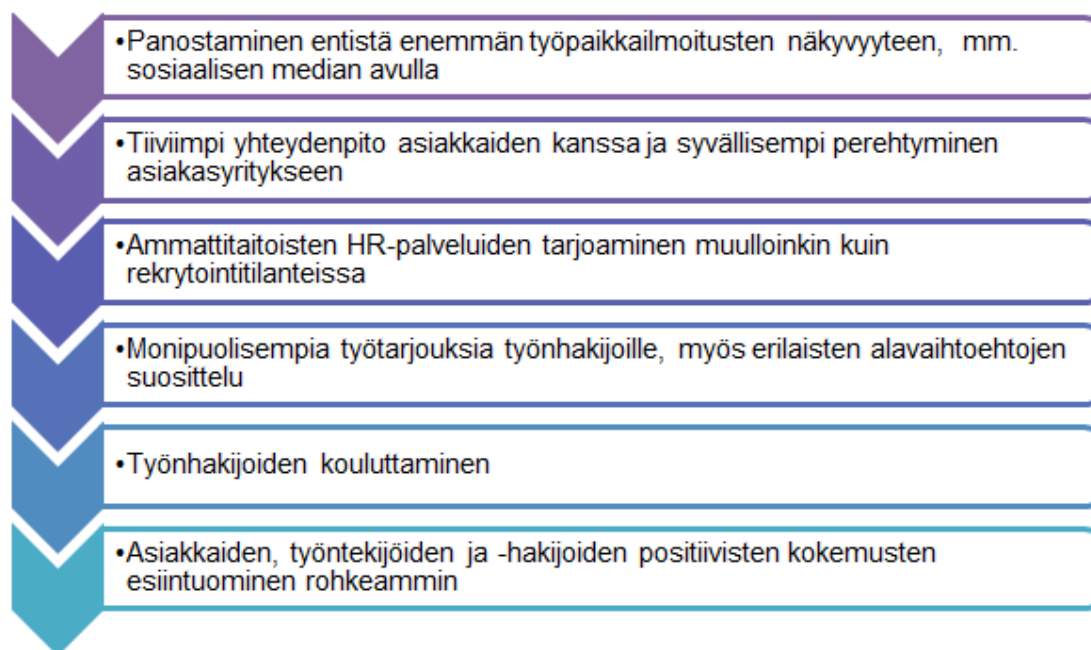 •Panostaminen entistä enemmän työpaikkailmoitusten näkyvyyteen, mm.
sosiaalisen median avulla
•Tiiviimpi yhteydenpito asiakkaiden kanssa ja syvällisempi perehtyminen
asiakasyritykseen
•Ammattitaitoisten HR-palveluiden tarjoaminen muulloinkin kuin
rekrytointitilanteissa
•Monipuolisempia työtarjouksia työnhakijoille, myös erilaisten alavaihtoehtojen
suosittelu
•Työnhakijoiden kouluttaminen
•Asiakkaiden, työntekijöiden ja -hakijoiden positiivisten kokemusten
esiintuominen rohkeammin